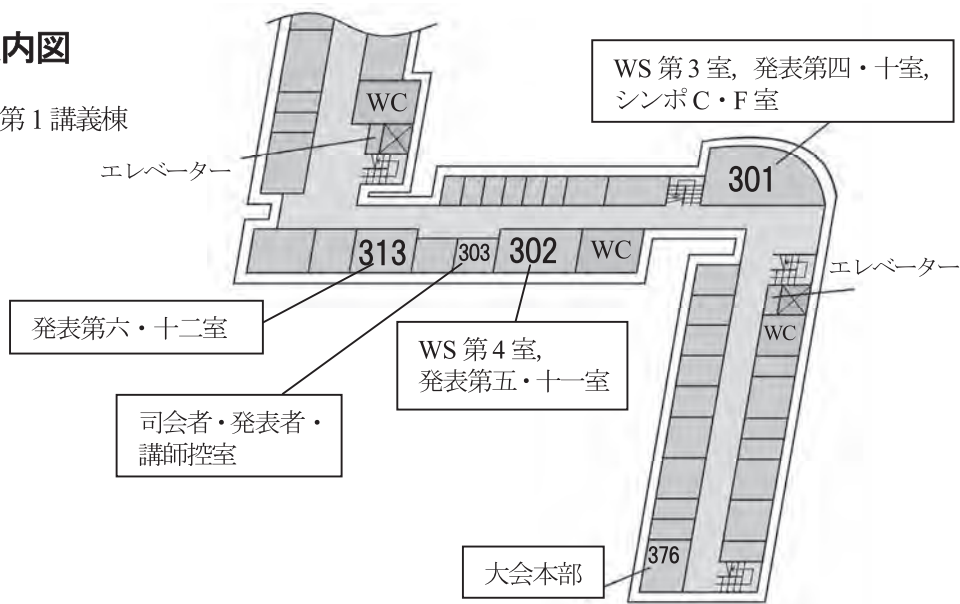 内図
第1講義棟
エレベーター
WC
WS 第3室, 発表第四・十室,
シンポC・F室
301
313
303
302
WC
エレベーター
WC
発表第六・十二室
WS 第4室,
発表第五・十一室
司会者・発表者・
講師控室
376
大会本部